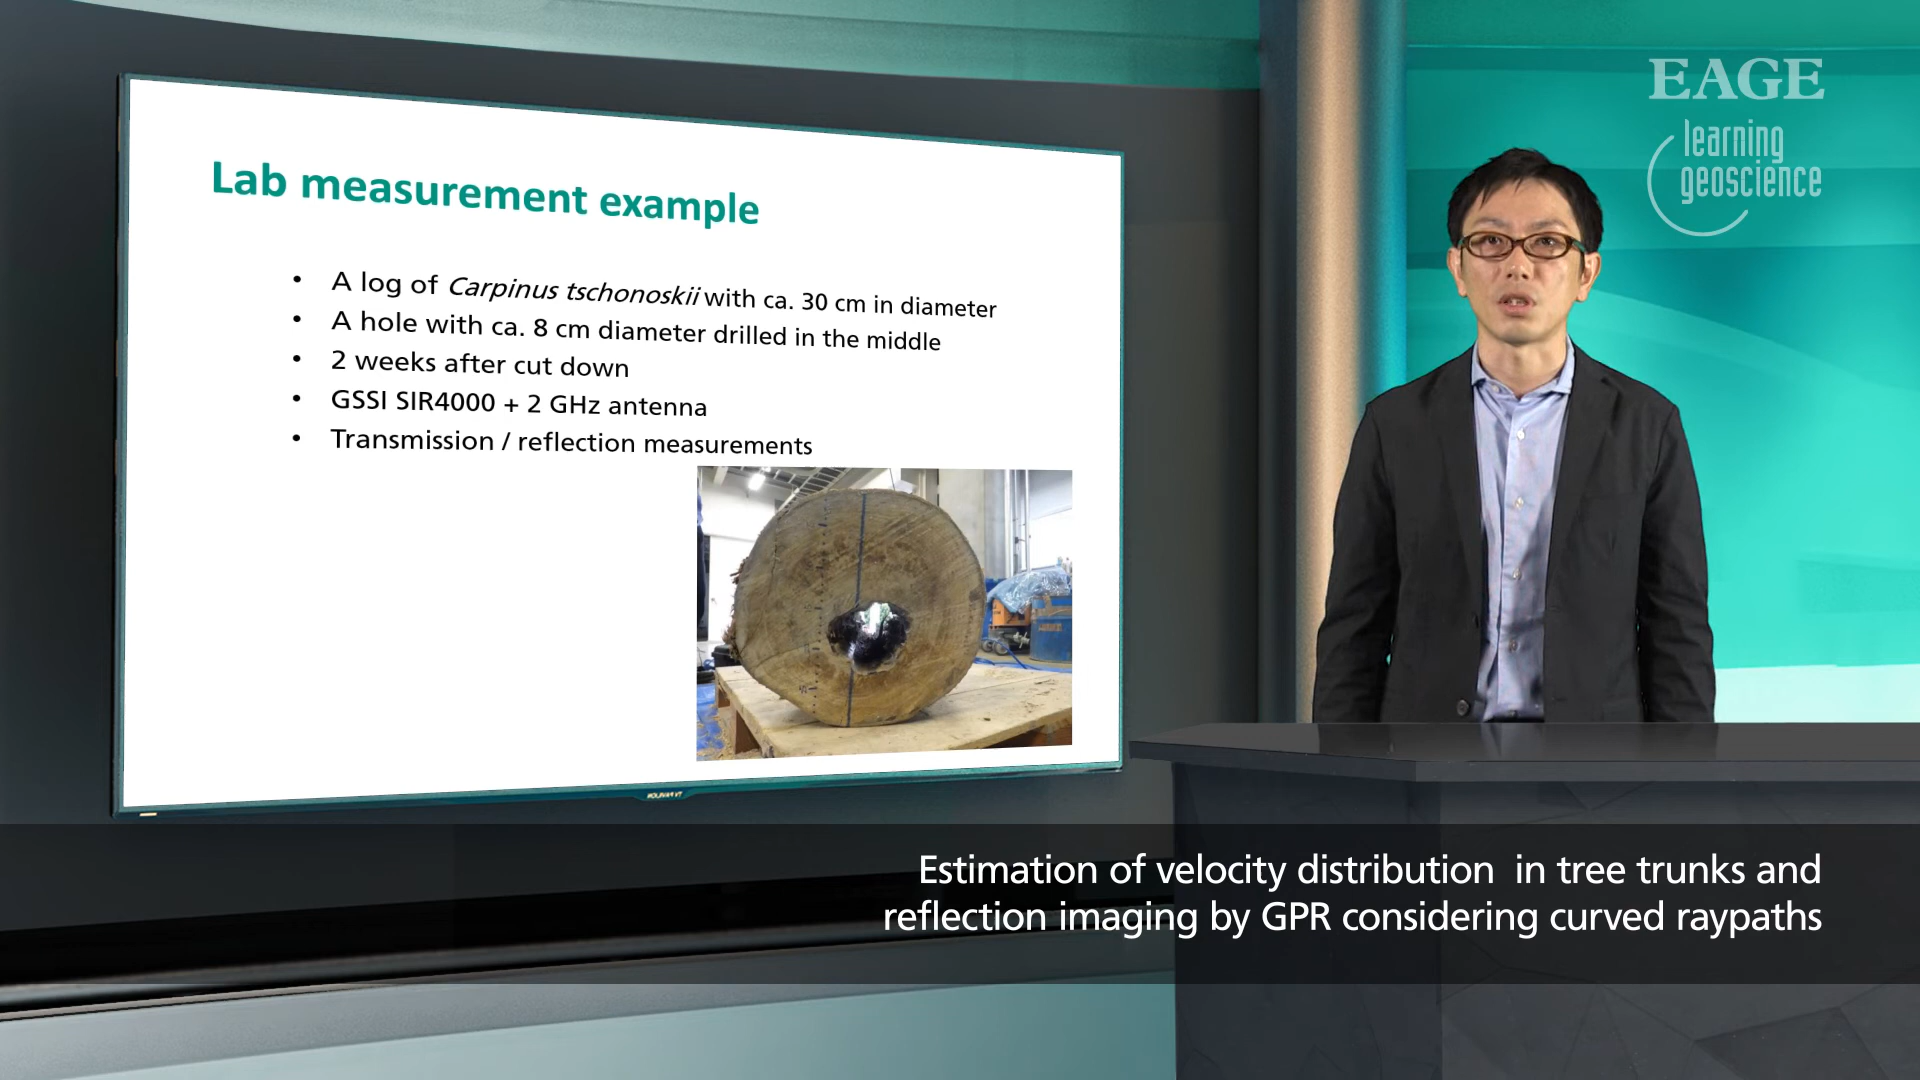 EAGE
learning
geoscience
Lab measurement example
• A log of Carpinus tschonoskii with ca. 30 cm in diameter
• A hole with ca. 8 cm diameter drilled in the middle
• 2 weeks after cut down
• GSSI SIR4000 + 2 GHz antenna
• Transmission / reflection measurements
Estimation of velocity distribution in tree trunks and
reflection imaging by GPR considering curved raypaths